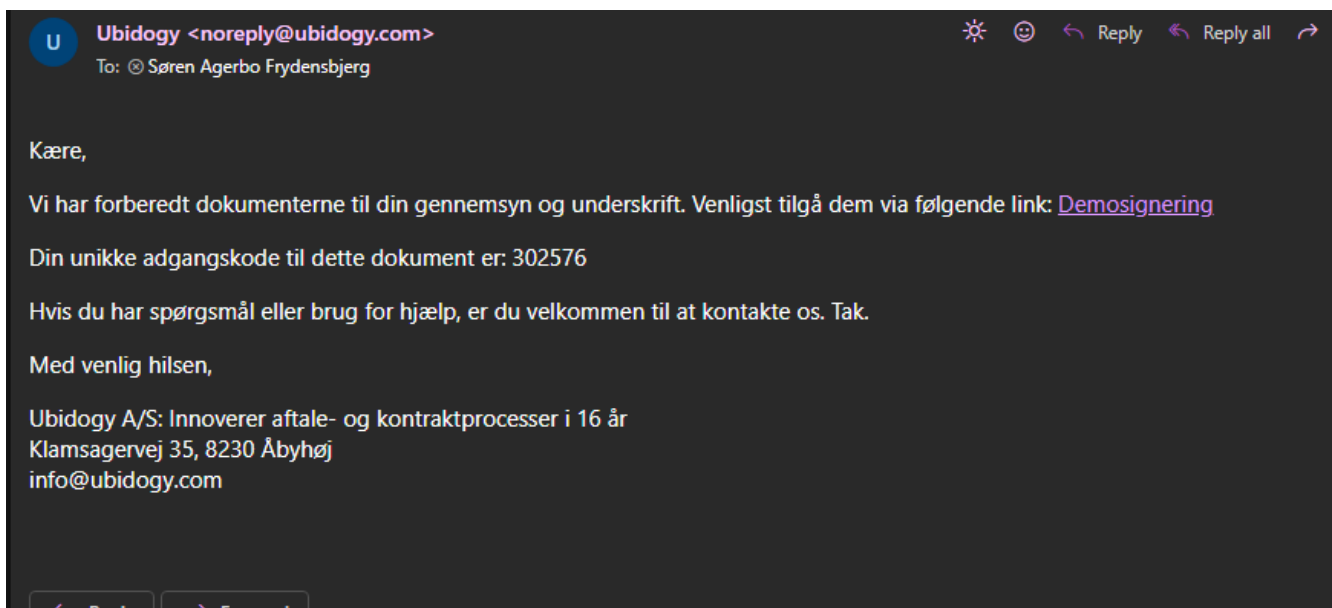 U
Ubidogy <noreply@ubidogy.com>
Reply
Reply all
To: Søren Agerbo Frydensbjerg
Kære,
Vi har forberedt dokumenterne til din gennemsyn og underskrift. Venligst tilgå dem via følgende link: Demosignering
Din unikke adgangskode til dette dokument er: 302576
Hvis du har spørgsmål eller brug for hjælp, er du velkommen til at kontakte os. Tak.
Med venlig hilsen,
Ubidogy A/S: Innoverer aftale- og kontraktprocesser i 16 år
Klamsagervej 35, 8230 Åbyhøj
info@ubidogy.com